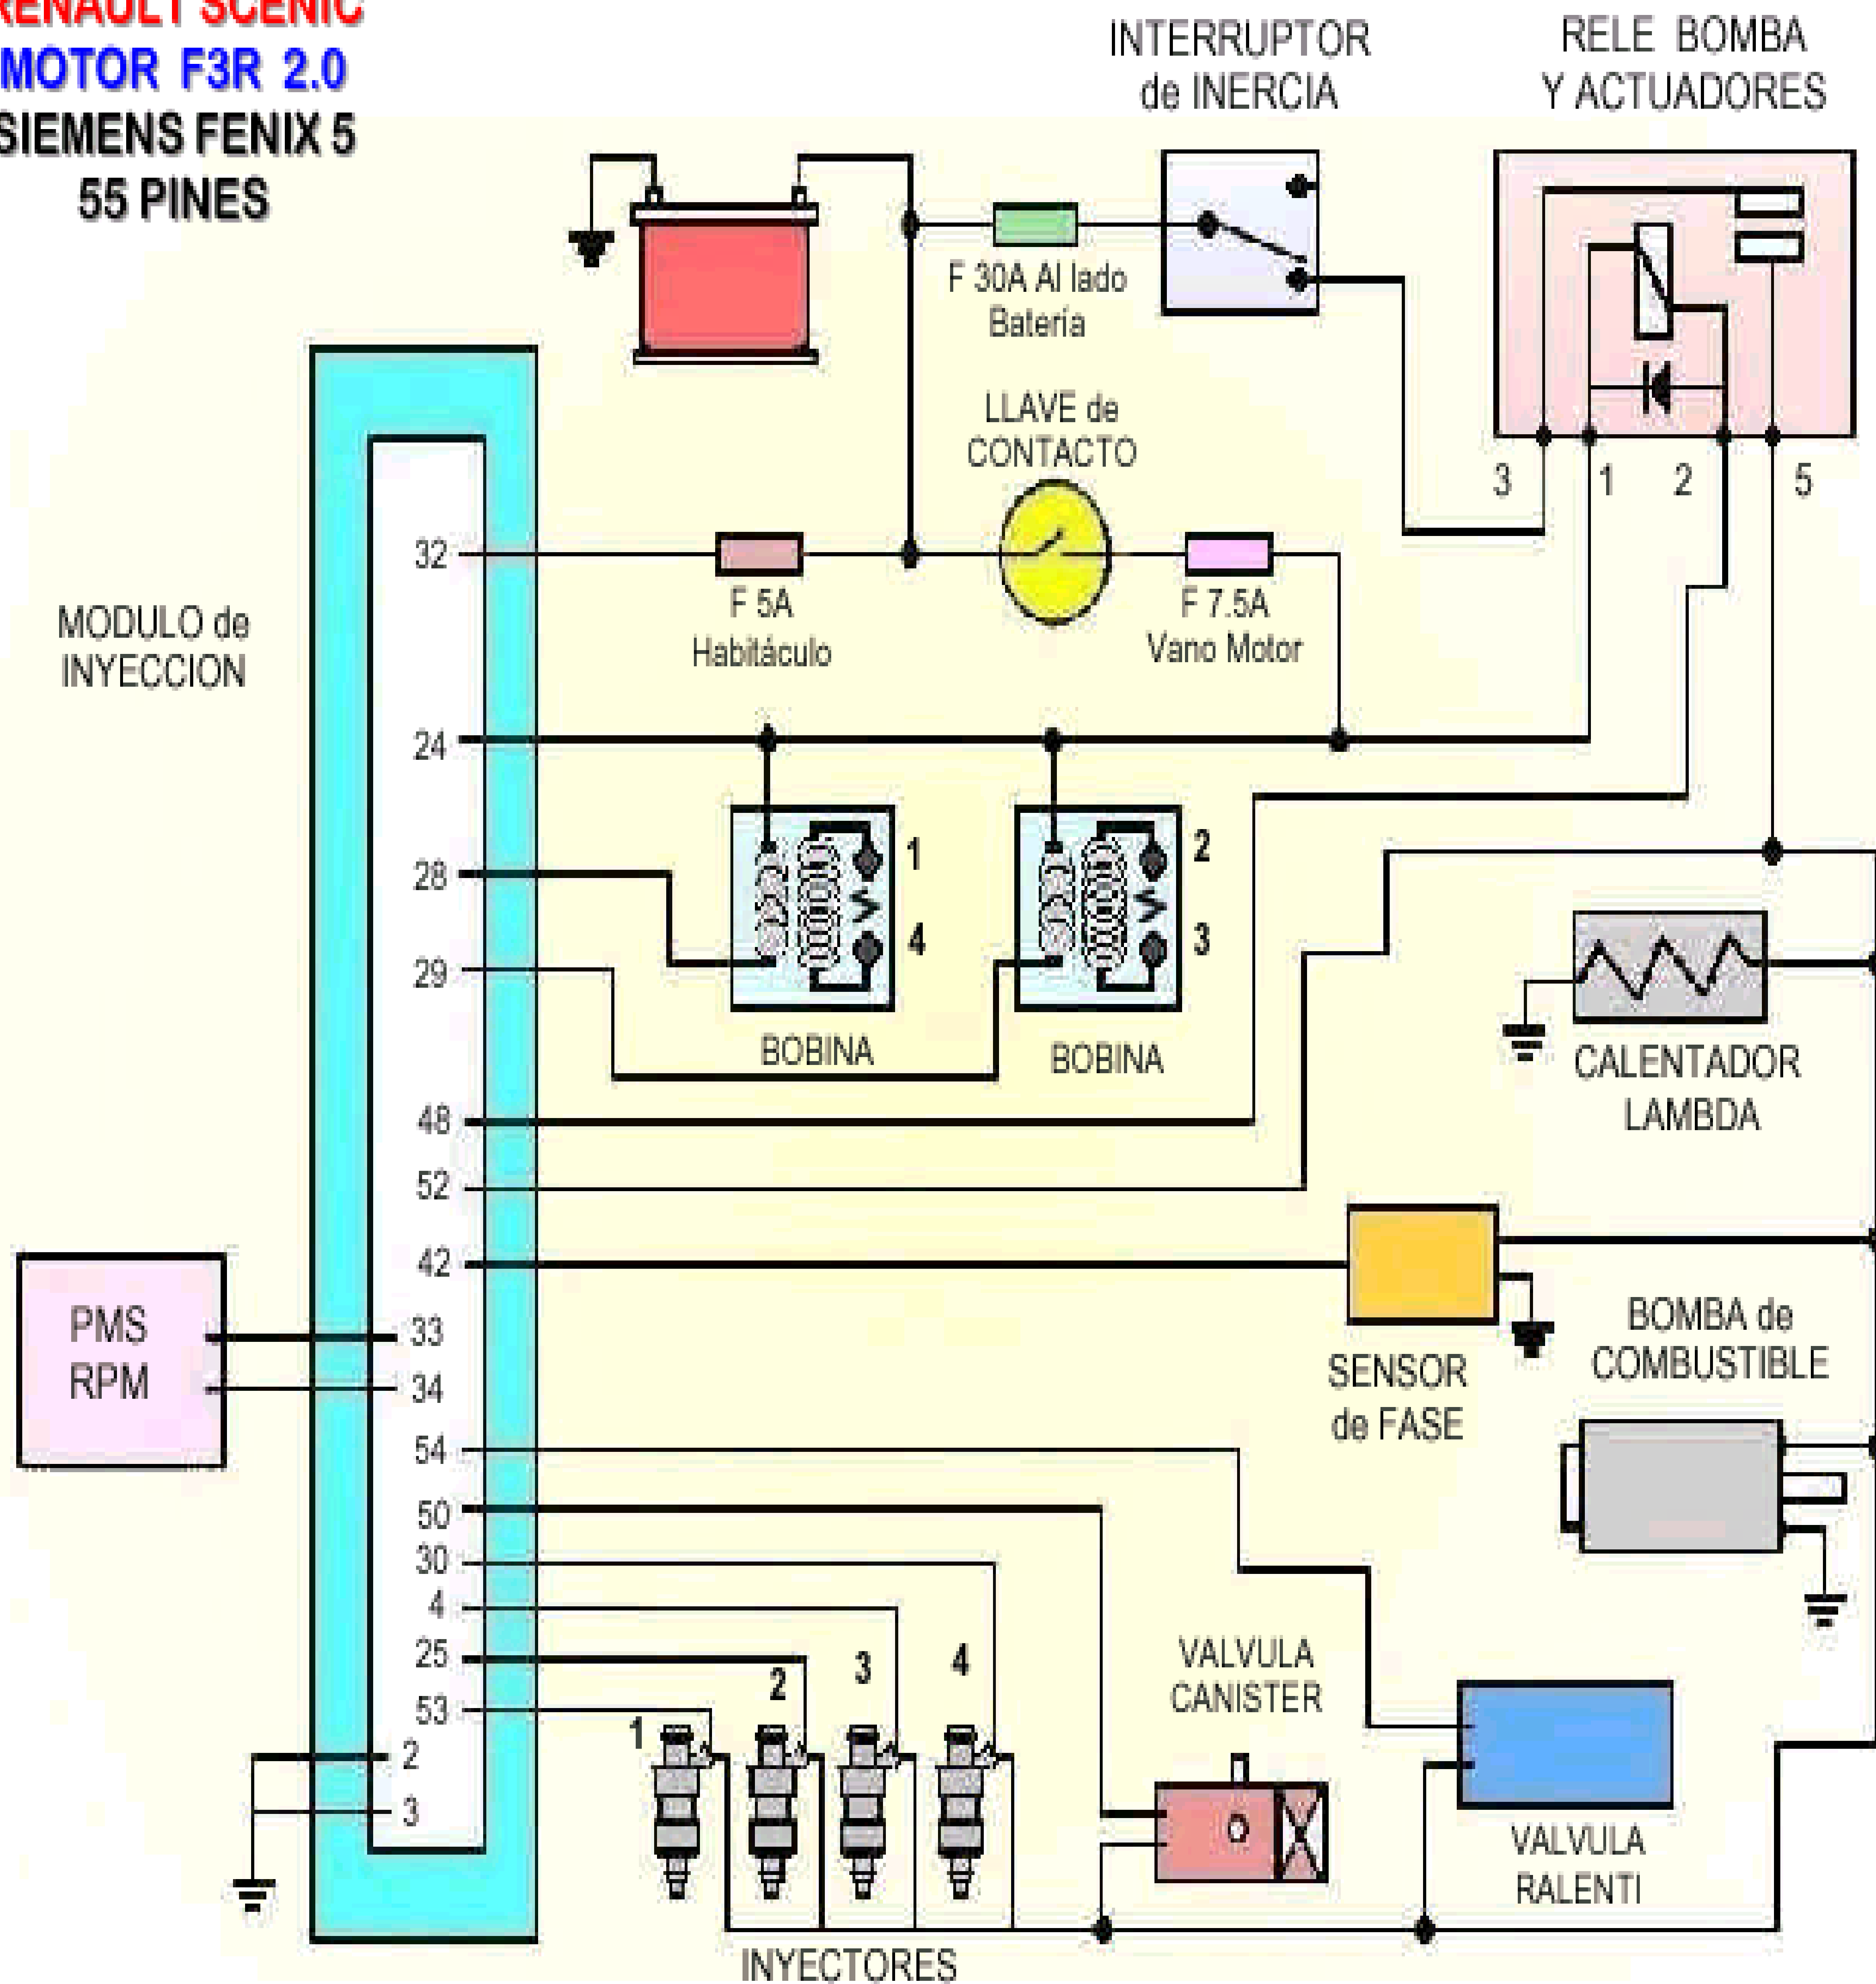 RENAULT SCENIC
MOTOR F3R 2.0
SIEMENS FENIX 5
55 PINES
INTERRUPTOR
de INERCIA
RELE BOMBA
Y ACTUADORES
F 30A Al lado
Batería
LLAVE de
CONTACTO
3
1
2
5
32
F 5A
Habitáculo
F 7.5A
Vano Motor
MODULO de
INYECCION
24
28
29
1
4
BOBINA
2
3
BOBINA
CALENTADOR
LAMBDA
48
52
42
PMS
RPM
33
34
SENSOR
de FASE
BOMBA de
COMBUSTIBLE
54
50
30
4
25
53
2
3
1
2
3
4
VALVULA
CANISTER
VALVULA
RALENTI
INYECTORES